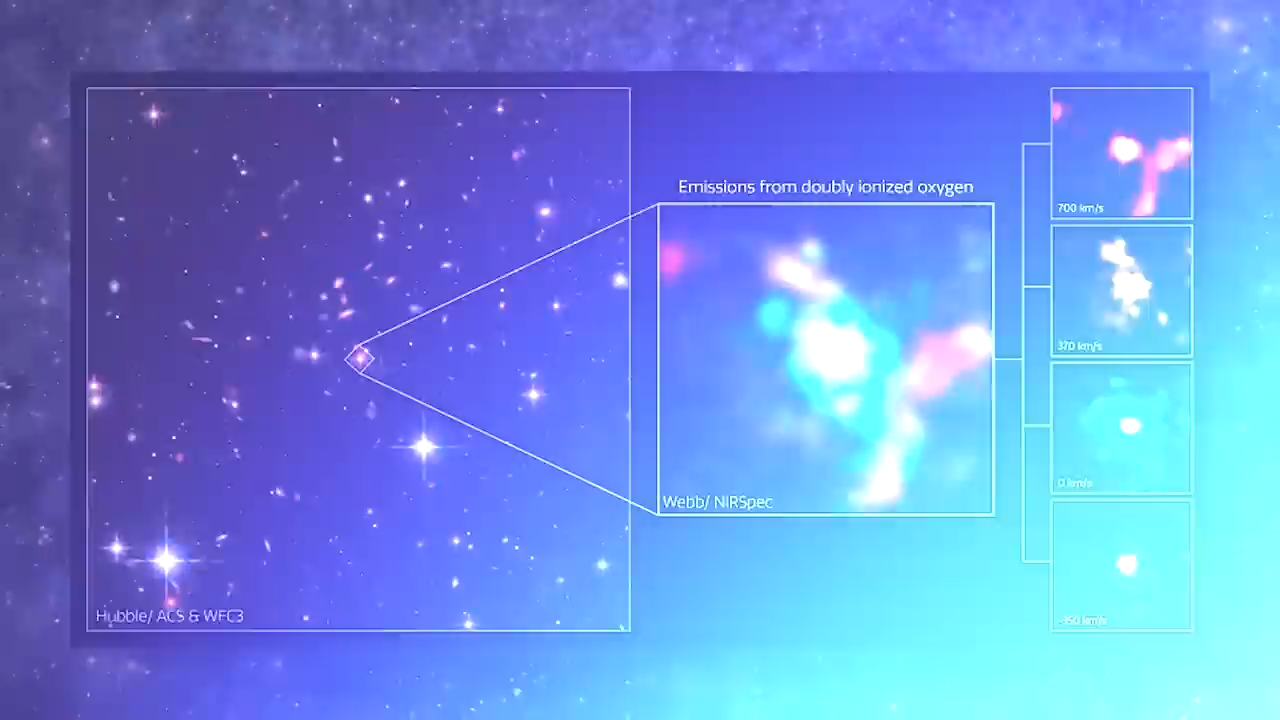 Emissions from doubly ionized oxygen
Hubble/ ACS & WFC3
Webb/ NIRSpec
700 km/s
370 km/s
0 km/s
-350 km/s